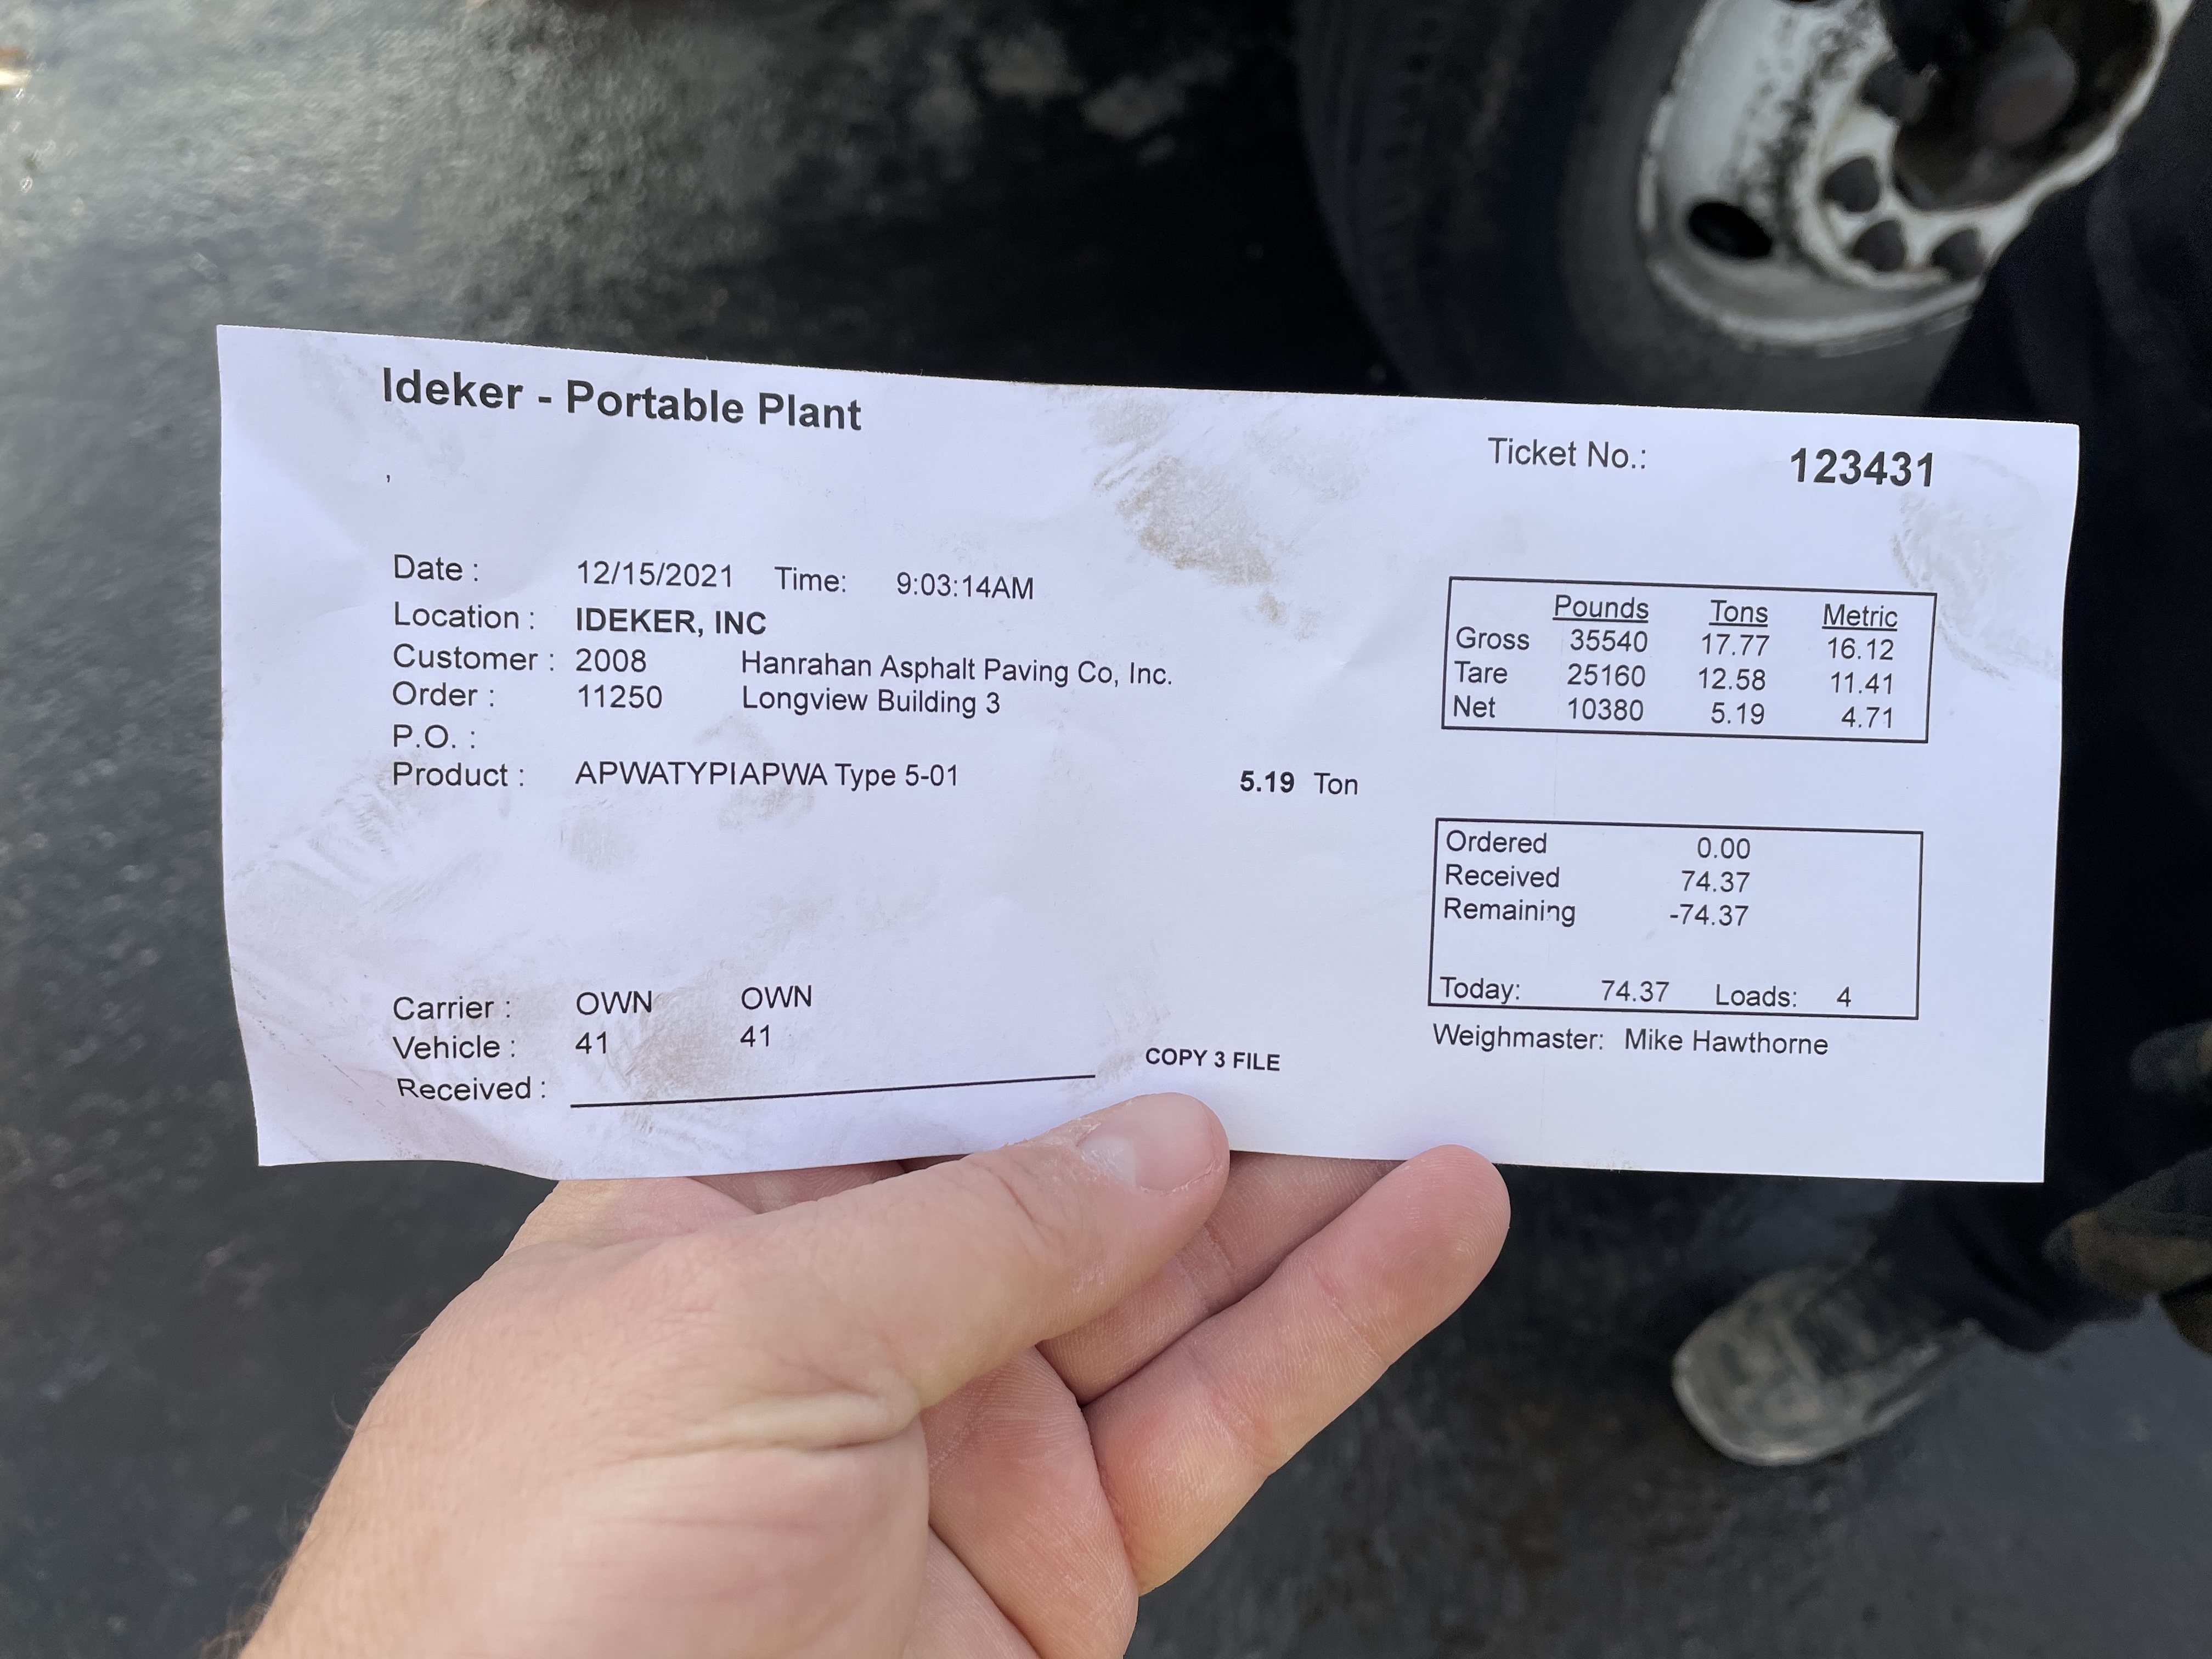 Ideker - Portable Plant
,
Ticket No.: 123431
Date : 12/15/2021 Time: 9:03:14AM
Location : IDEKER, INC
Customer : 2008 Hanrahan Asphalt Paving Co, Inc.
Order : 11250 Longview Building 3
P.O. :
Product : APWATYPIAPWA Type 5-01 5.19 Ton
Pounds Tons Metric
Gross 35540 17.77 16.12
Tare 25160 12.58 11.41
Net 10380 5.19 4.71
Ordered 0.00
Received 74.37
Remaining -74.37
Today: 74.37 Loads: 4
Carrier : OWN OWN
Vehicle : 41 41
Received :
COPY 3 FILE
Weighmaster: Mike Hawthorne